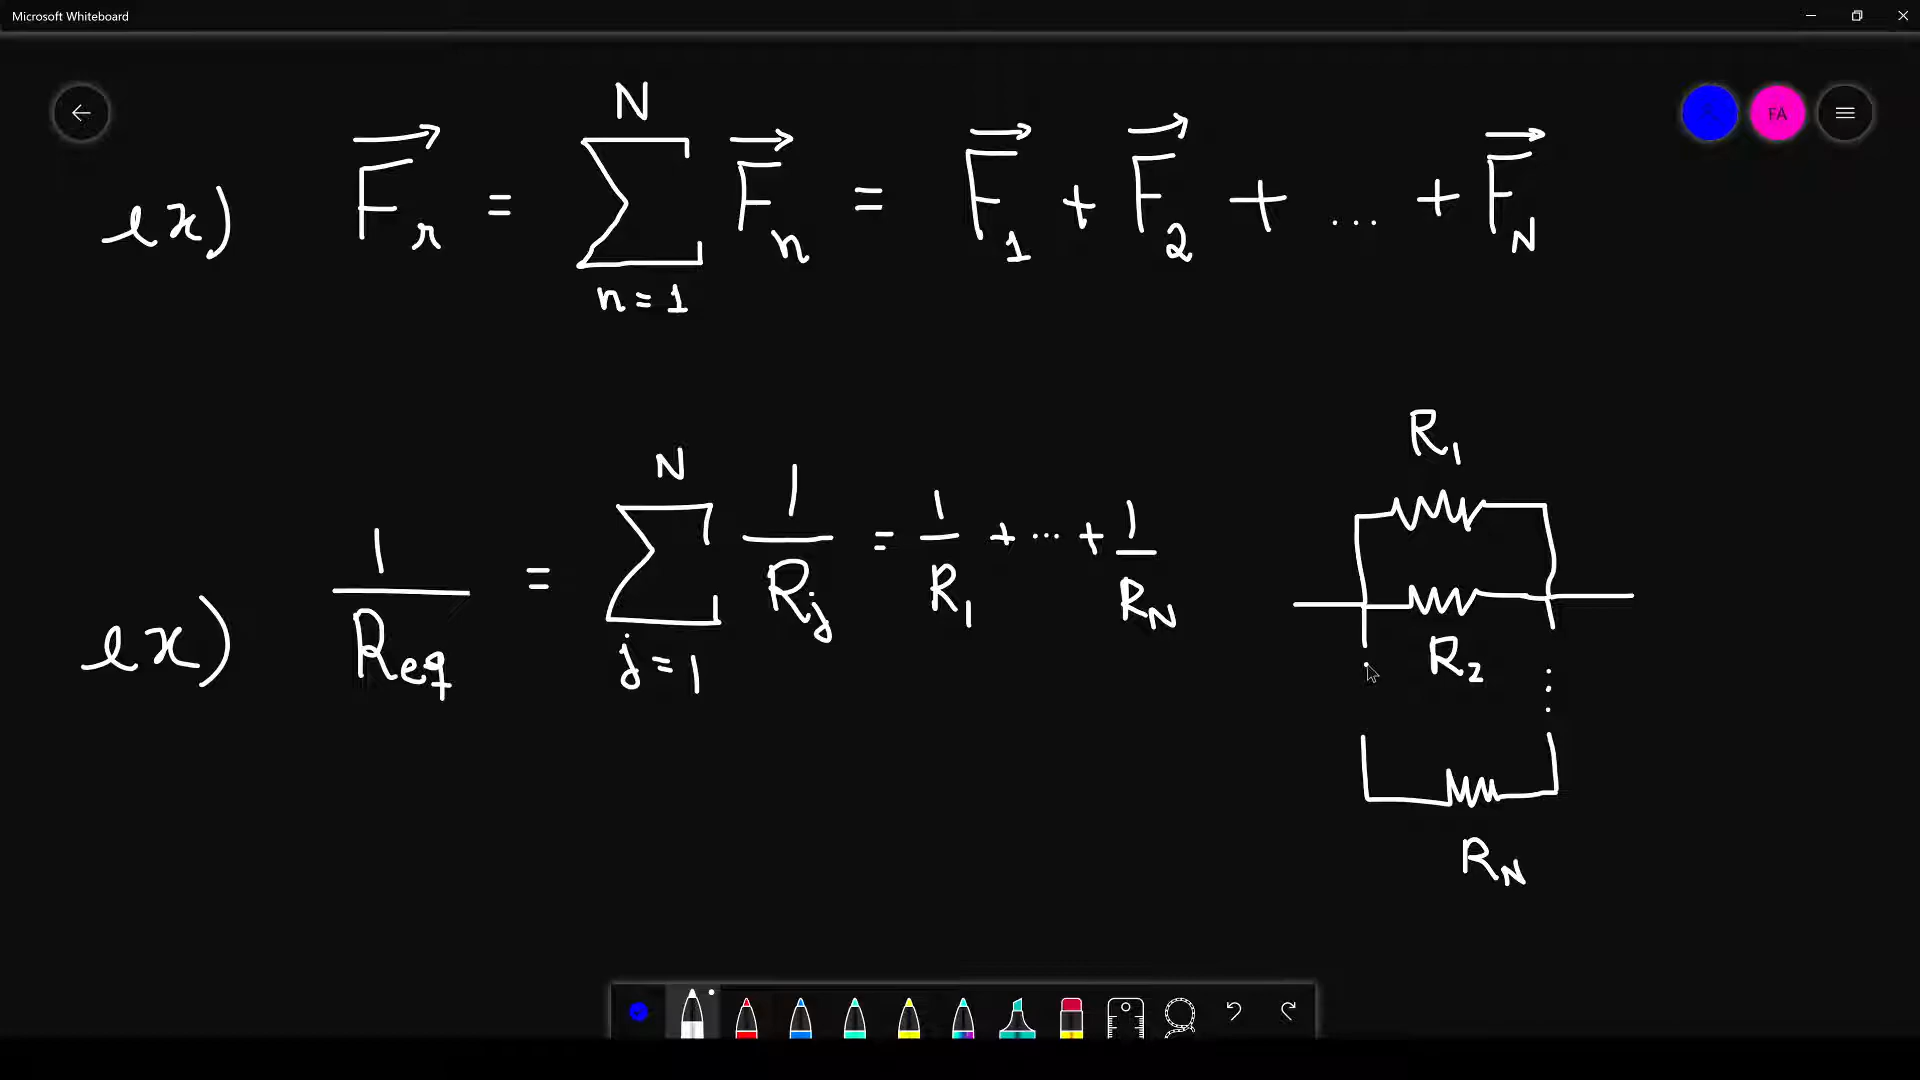 Microsoft Whiteboard
FA
ex) F⃗r = ∑_{n=1}^{N} F⃗n = F⃗1 + F⃗2 + ... + F⃗N
ex) 1/Req = ∑_{j=1}^{N} 1/Rj = 1/R1 + ... + 1/RN
R1
R2
RN